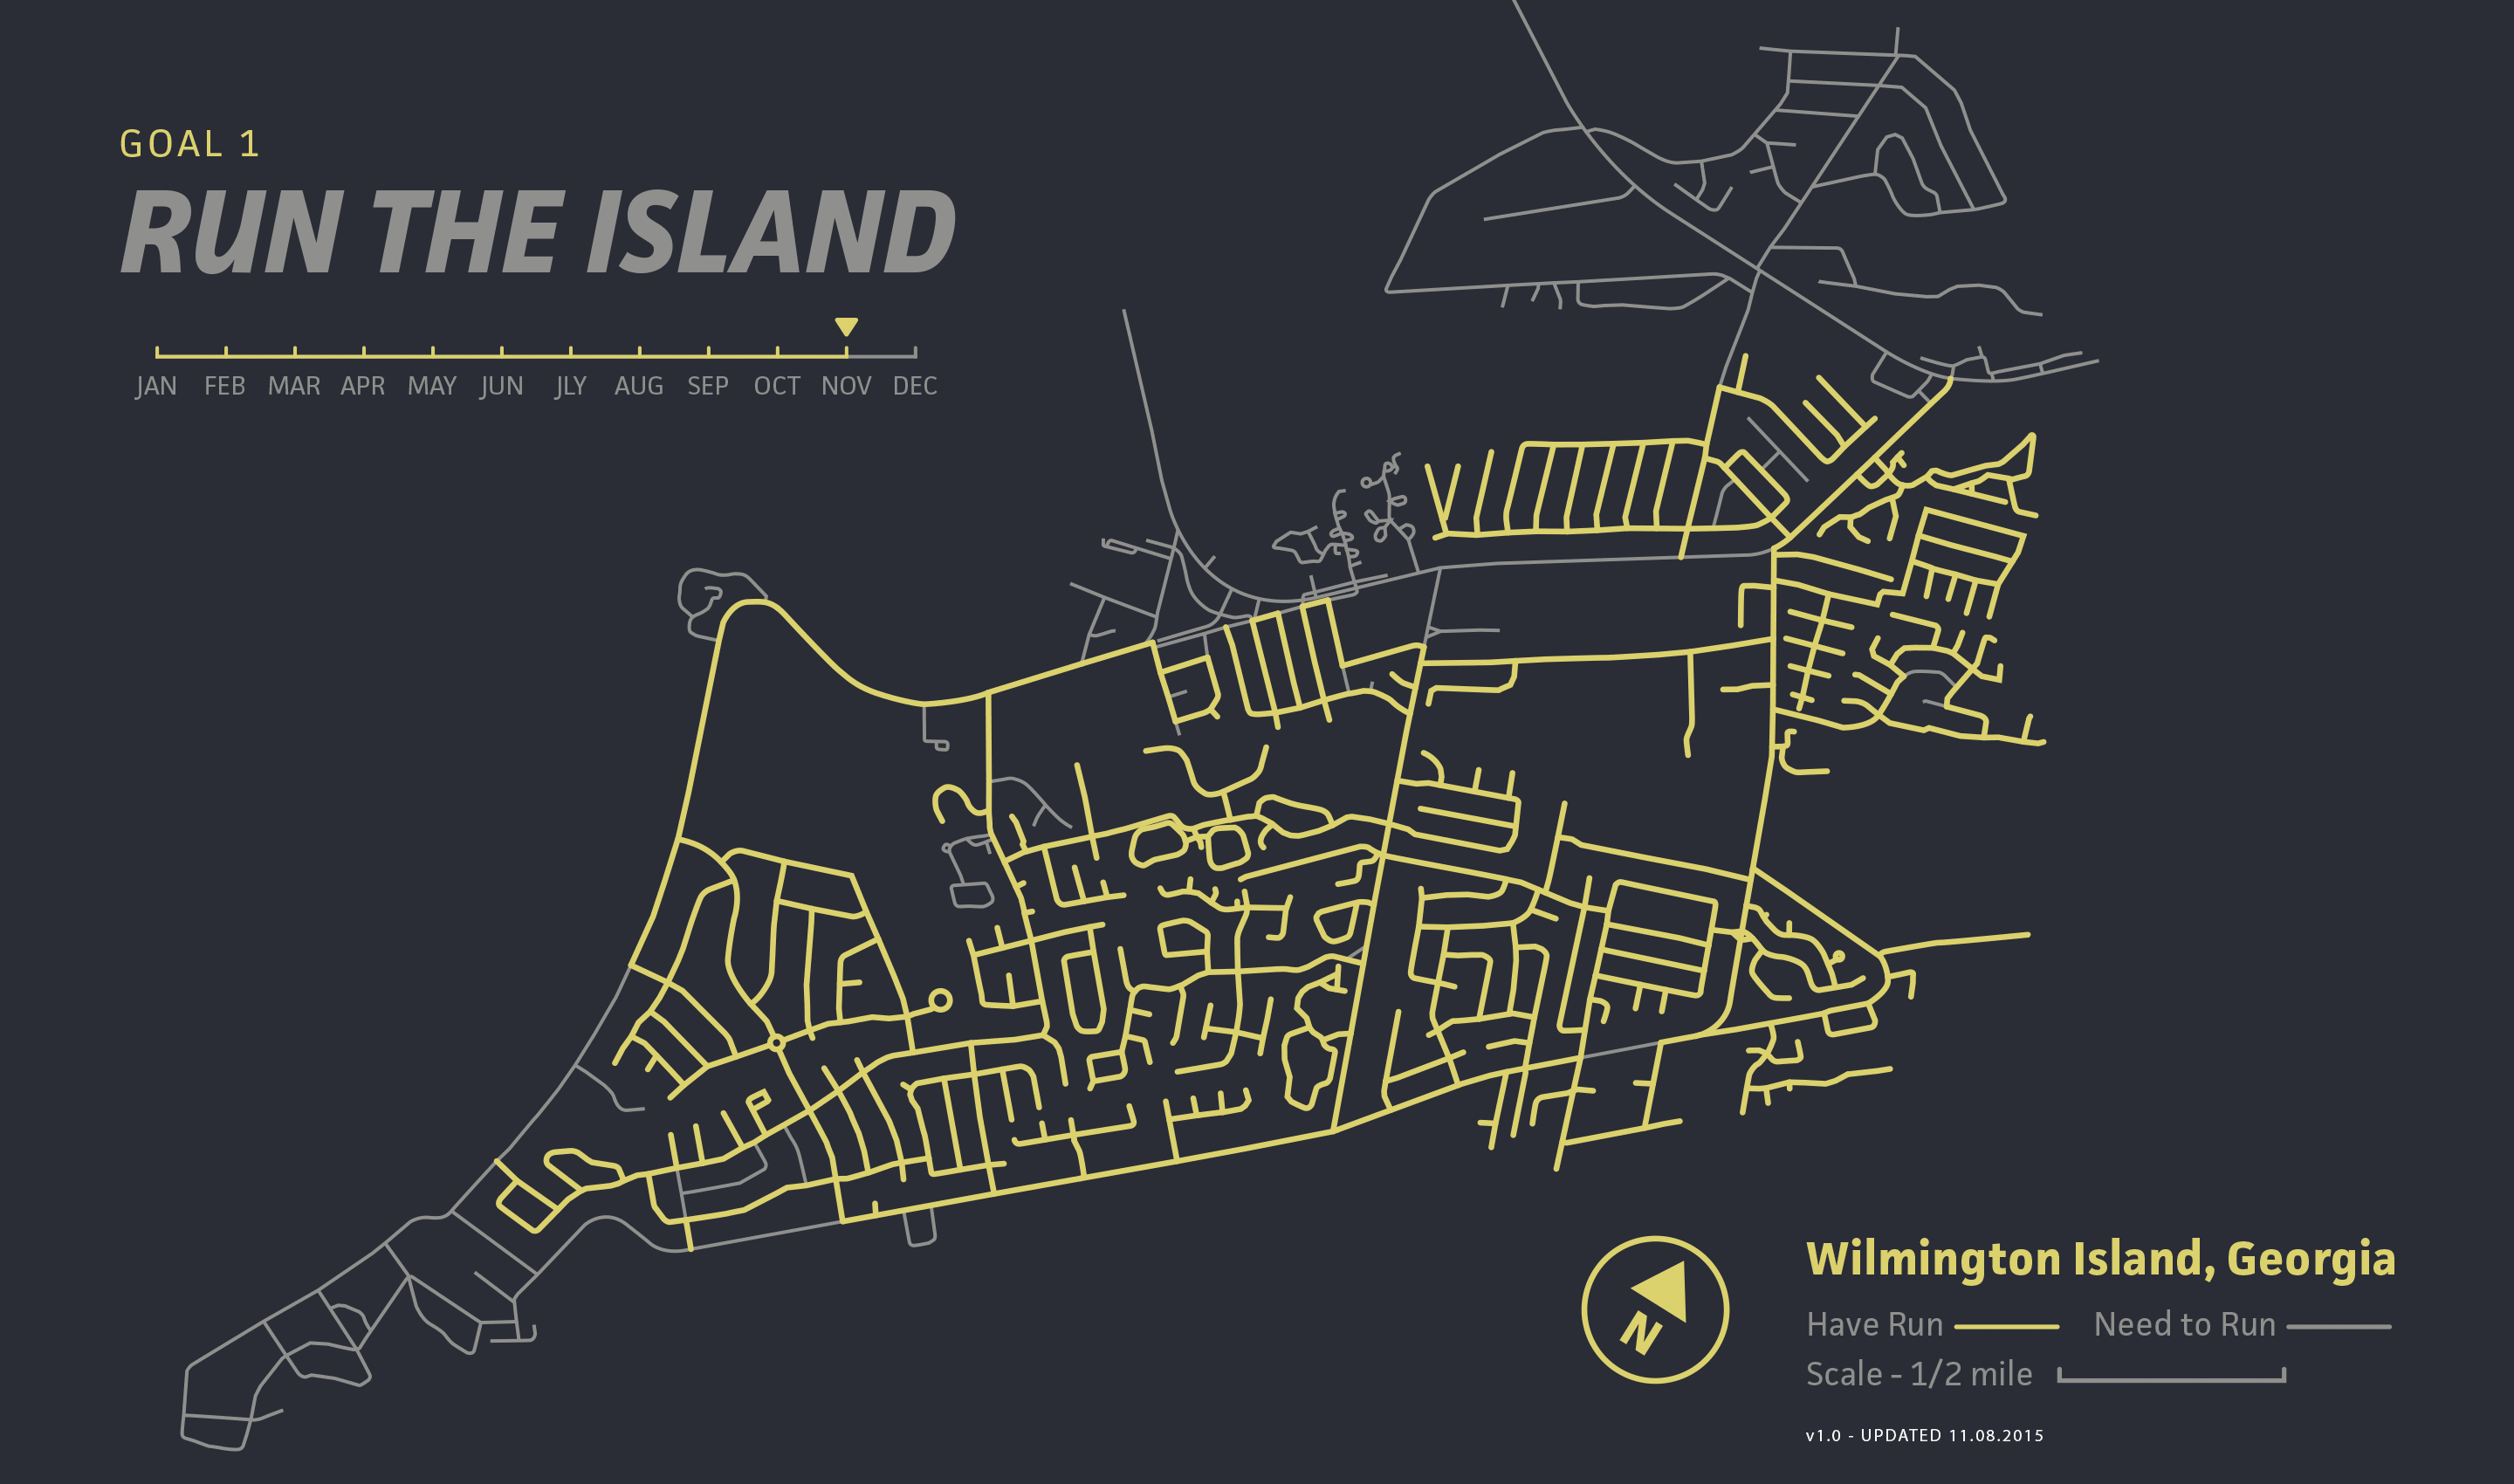 GOAL 1
RUN THE ISLAND
JAN FEB MAR APR MAY JUN JLY AUG SEP OCT NOV DEC
N
Wilmington Island, Georgia
Have Run Need to Run
Scale - 1/2 mile
v1.0 - UPDATED 11.08.2015